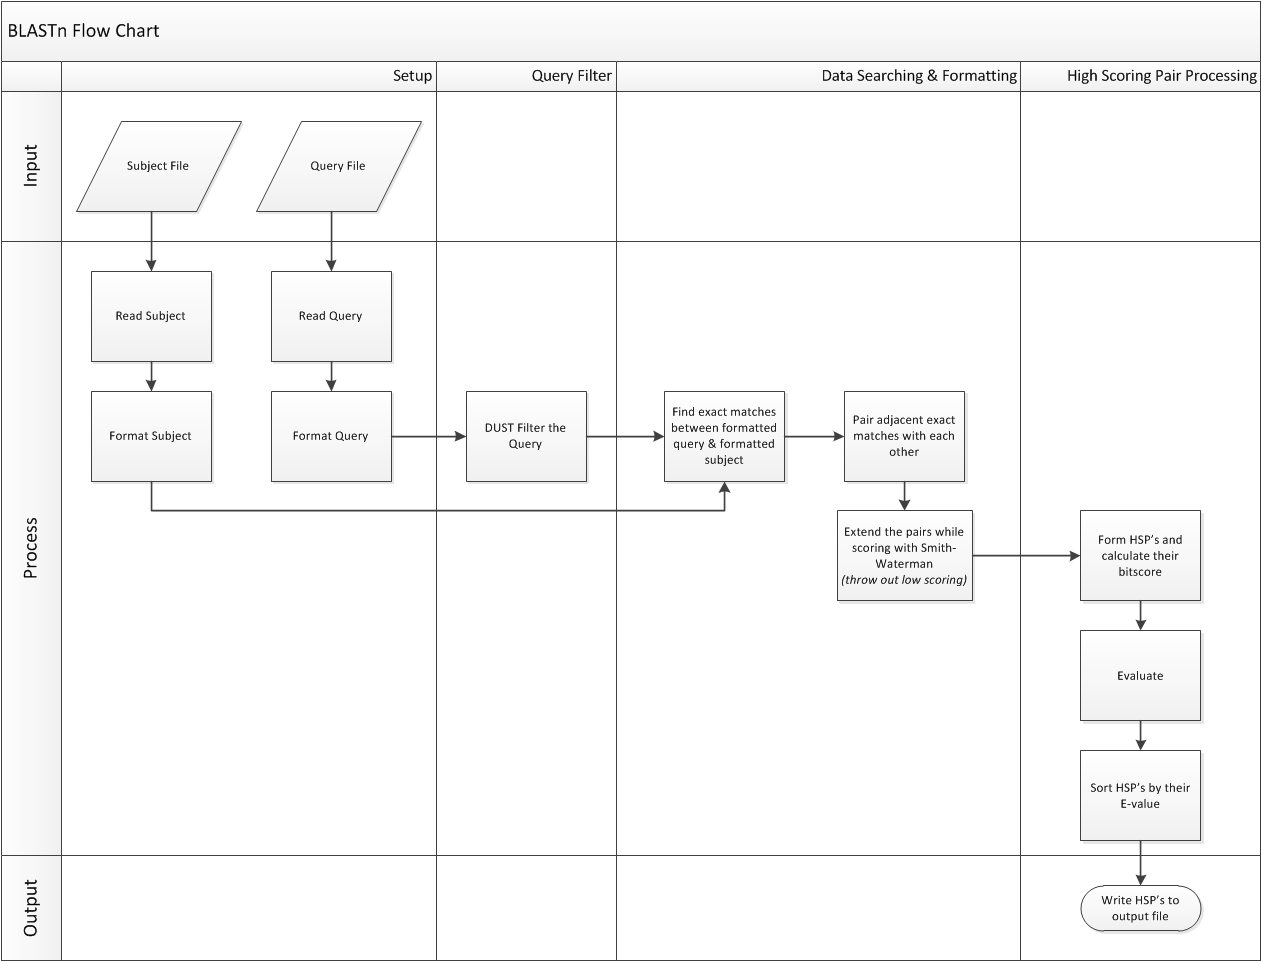 BLASTn Flow Chart
Setup
Query Filter
Data Searching & Formatting
High Scoring Pair Processing
Input
Subject File
Query File
Process
Read Subject
Read Query
Format Subject
Format Query
DUST Filter the
Query
Find exact matches
between formatted
query & formatted
subject
Pair adjacent exact
matches with each
other
Extend the pairs while
scoring with Smith-
Waterman
(throw out low scoring)
Form HSP's and
calculate their
bitscore
Evaluate
Sort HSP's by their
E-value
Output
Write HSP's to
output file